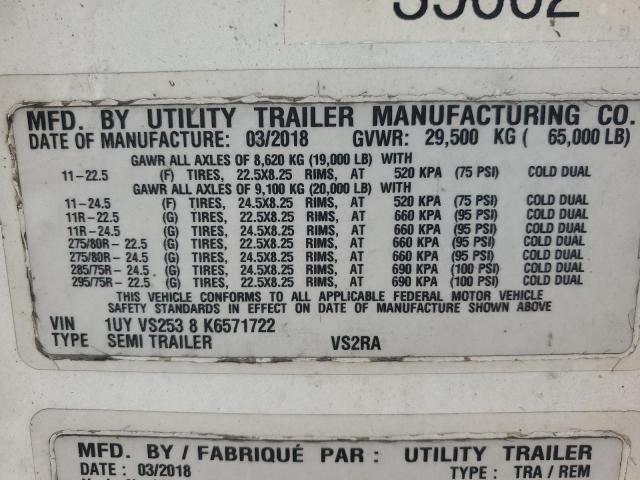 MFD. BY UTILITY TRAILER MANUFACTURING CO.
DATE OF MANUFACTURE: 03/2018 GVWR: 29,500 KG ( 65,000 LB)
GAWR ALL AXLES OF 8,620 KG (19,000 LB) WITH
11-22.5 (F) TIRES, 22.5X8.25 RIMS, AT 520 KPA (75 PSI) COLD DUAL
GAWR ALL AXLES OF 9,100 KG (20,000 LB) WITH
11-24.5 (F) TIRES, 24.5X8.25 RIMS, AT 520 KPA (75 PSI) COLD DUAL
11R-22.5 (G) TIRES, 22.5X8.25 RIMS, AT 660 KPA (95 PSI) COLD DUAL
11R-24.5 (G) TIRES, 24.5X8.25 RIMS, AT 660 KPA (95 PSI) COLD DUAL
275/80R- 22.5 (G) TIRES, 22.5X8.25 RIMS, AT 660 KPA (95 PSI) COLD DUAL
275/80R- 24.5 (G) TIRES, 24.5X8.25 RIMS, AT 660 KPA (95 PSI) COLD DUAL
285/75R- 24.5 (G) TIRES, 24.5X8.25 RIMS, AT 690 KPA (100 PSI) COLD DUAL
295/75R- 22.5 (G) TIRES, 22.5X8.25 RIMS, AT 690 KPA (100 PSI) COLD DUAL
THIS VEHICLE CONFORMS TO ALL APPLICABLE FEDERAL MOTOR VEHICLE
SAFETY STANDARDS IN EFFECT ON DATE OF MANUFACTURE SHOWN ABOVE
VIN 1UY VS253 8 K6571722
TYPE SEMI TRAILER VS2RA
MFD. BY / FABRIQUÉ PAR : UTILITY TRAILER
DATE : 03/2018 TYPE : TRA / REM